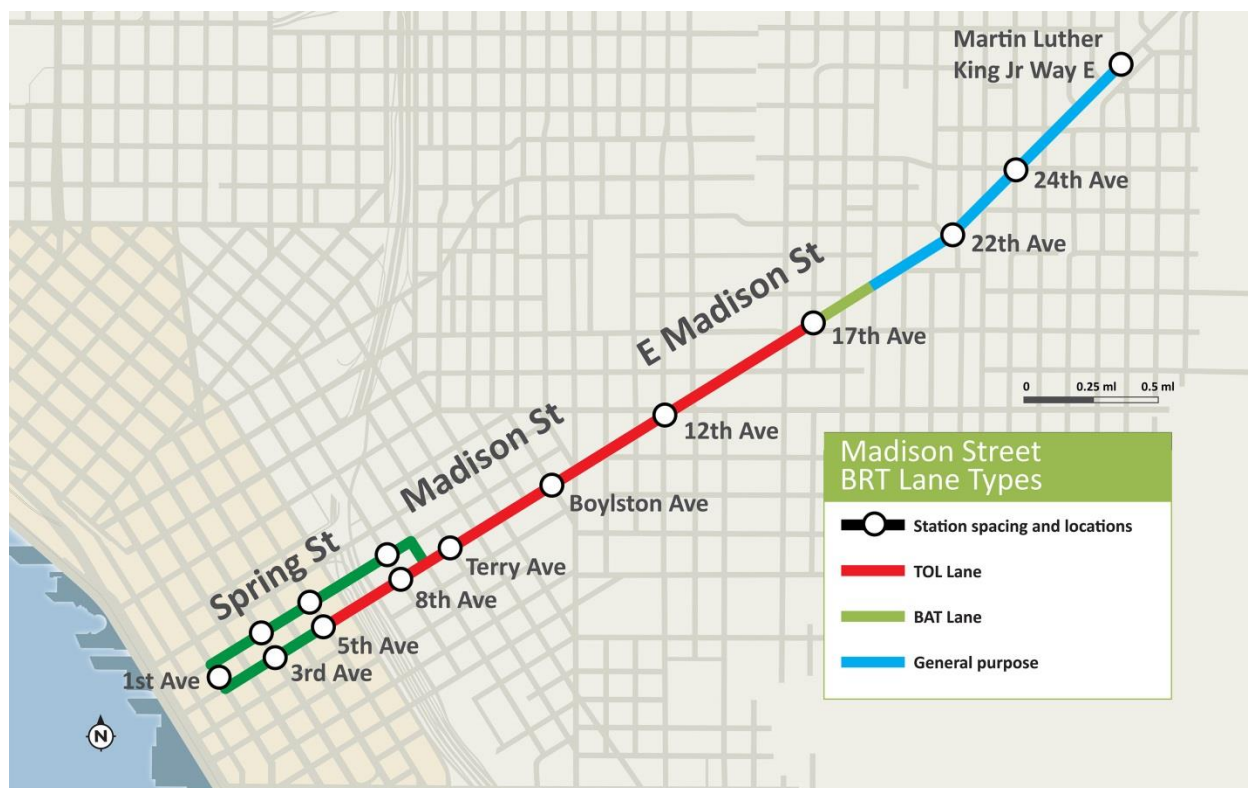 Martin Luther
King Jr Way E
24th Ave
22th Ave
E Madison St
17th Ave
0 0.25 ml 0.5 ml
12th Ave
Madison St
Boylston Ave
Terry Ave
Spring St
8th Ave
5th Ave
3rd Ave
1st Ave
N
Madison Street
BRT Lane Types
Station spacing and locations
TOL Lane
BAT Lane
General purpose